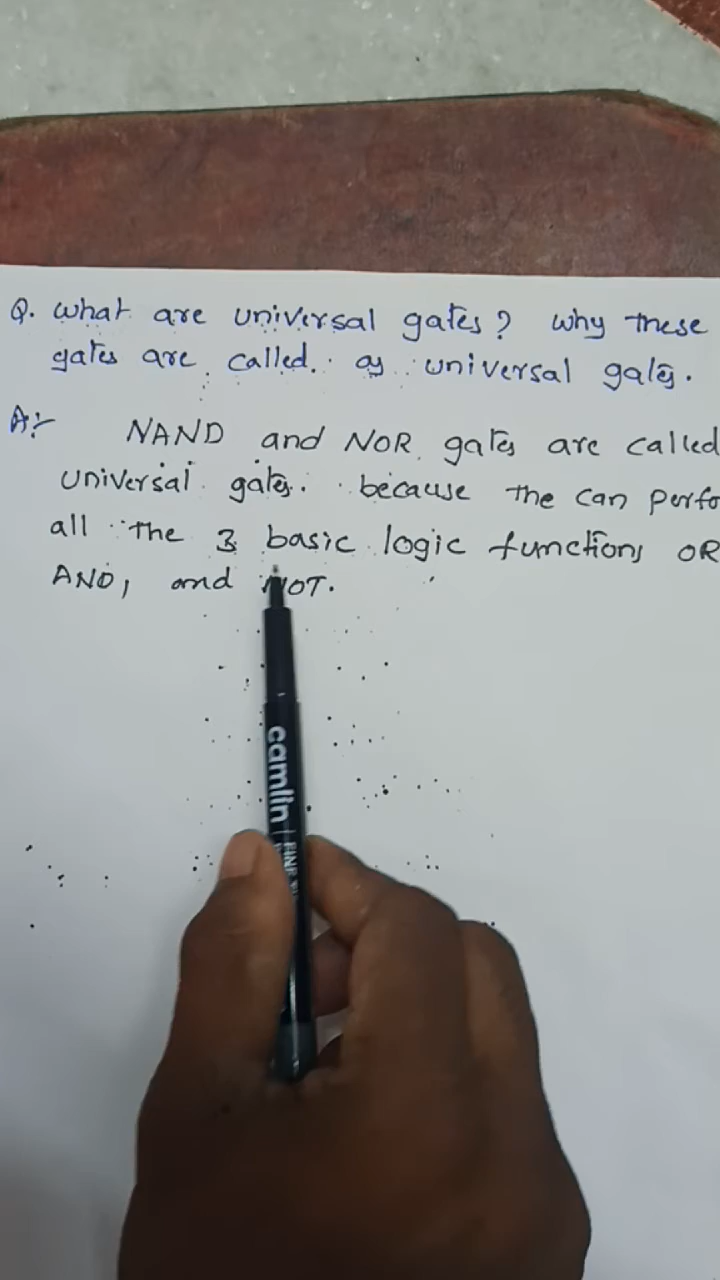 Q. What are universal gates? Why these
gates are called. as universal gates.
A:- NAND and NOR gates are called
universal gates. because the can perfo
all the 3 basic logic functions OR
AND, and NOT.
camlin
FINE